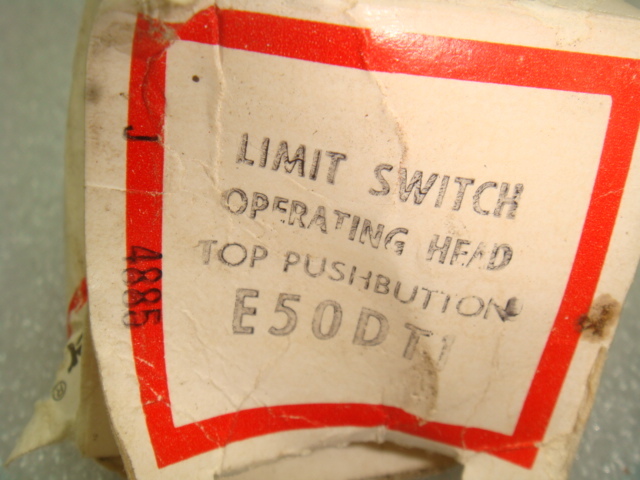 LIMIT SWITCH
OPERATING HEAD
TOP PUSHBUTTON
E50DT1
J 4885